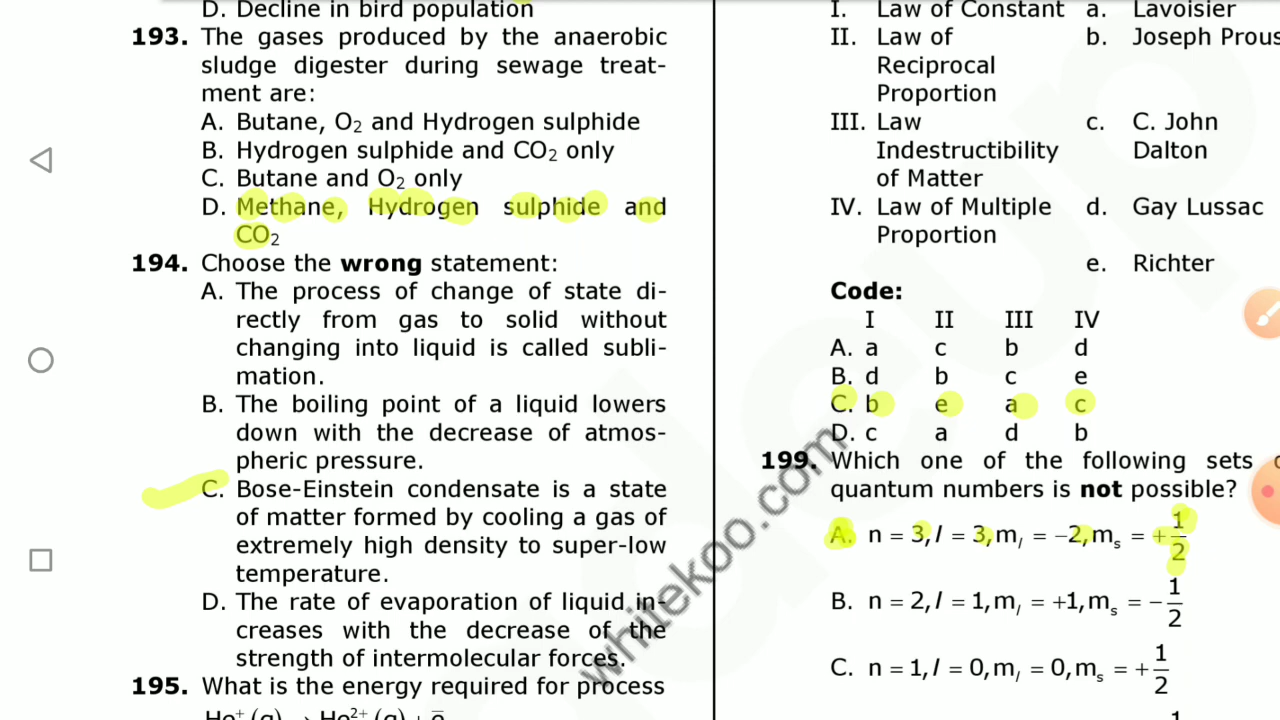 D. Decline in bird population
193. The gases produced by the anaerobic
sludge digester during sewage treat-
ment are:
A. Butane, O₂ and Hydrogen sulphide
B. Hydrogen sulphide and CO₂ only
C. Butane and O₂ only
D. Methane, Hydrogen sulphide and
CO₂
194. Choose the wrong statement:
A. The process of change of state di-
rectly from gas to solid without
changing into liquid is called subli-
mation.
B. The boiling point of a liquid lowers
down with the decrease of atmos-
pheric pressure.
C. Bose-Einstein condensate is a state
of matter formed by cooling a gas of
extremely high density to super-low
temperature.
D. The rate of evaporation of liquid in-
creases with the decrease of the
strength of intermolecular forces.
195. What is the energy required for process
I. Law of Constant a. Lavoisier
II. Law of b. Joseph Prous
Reciprocal
Proportion
III. Law c. C. John
Indestructibility Dalton
of Matter
IV. Law of Multiple d. Gay Lussac
Proportion
e. Richter
Code:
I II III IV
A. a c b d
B. d b c e
C. b e a c
D. c a d b
199. Which one of the following sets
quantum numbers is not possible?
A. n = 3, l = 3, mₗ = −2, mₛ = +1/2
B. n = 2, l = 1, mₗ = +1, mₛ = −1/2
C. n = 1, l = 0, mₗ = 0, mₛ = +1/2
whitekoo.com